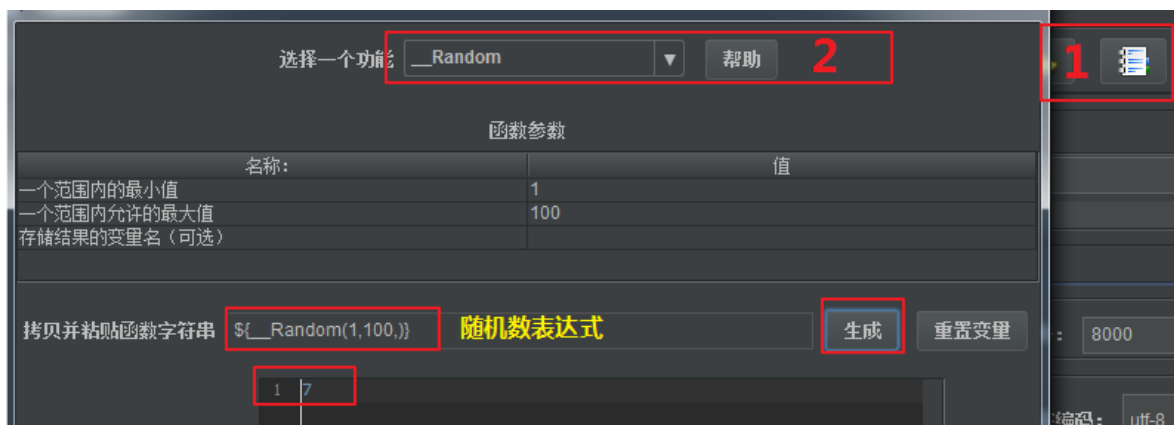 选择一个功能 __Random ▼ 帮助 2 1
函数参数
名称: 值
一个范围内的最小值 1
一个范围内允许的最大值 100
存储结果的变量名（可选）
拷贝并粘贴函数字符串 ${__Random(1,100,)} 随机数表达式 生成 重置变量 : 8000
1 7
编码: utf-8